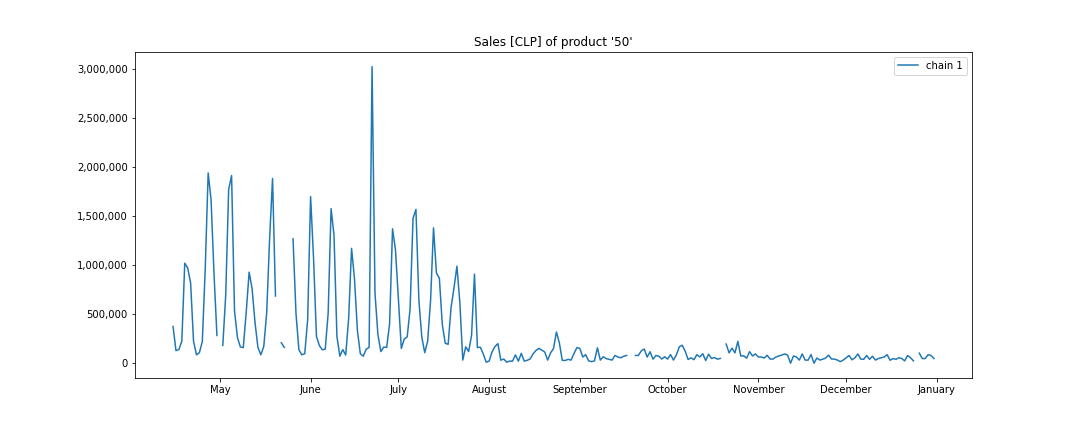 Sales [CLP] of product '50'
chain 1
3,000,000
2,500,000
2,000,000
1,500,000
1,000,000
500,000
0
May June July August September October November December January